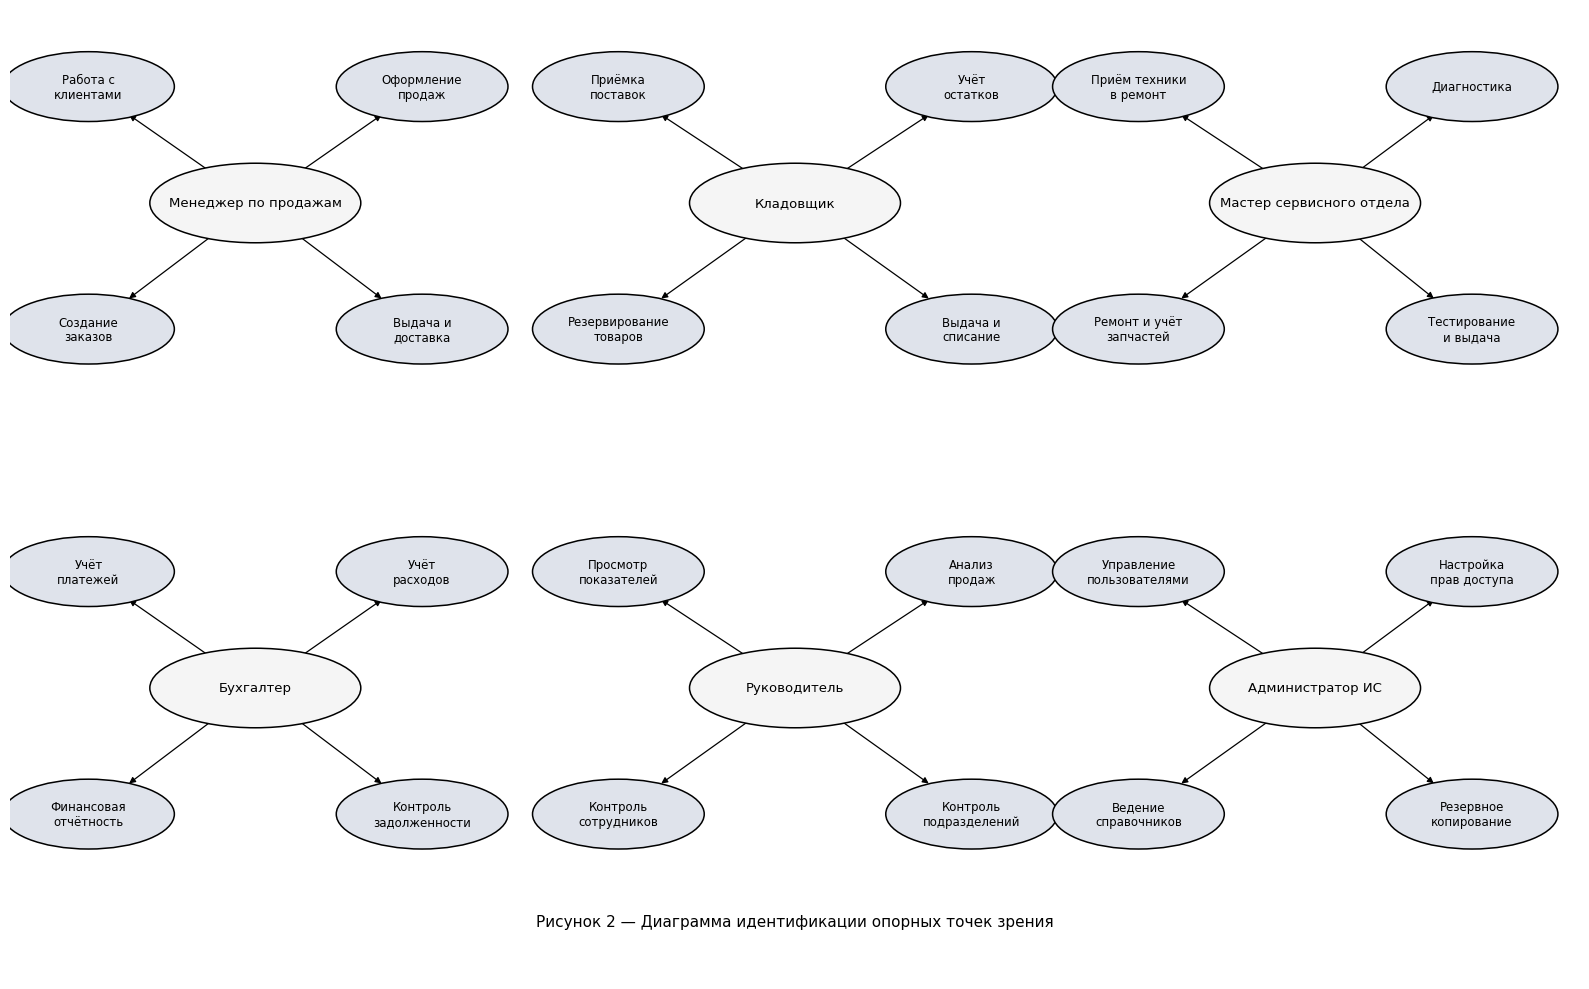 Работа с
клиентами
Оформление
продаж
Приёмка
поставок
Учёт
остатков
Приём техники
в ремонт
Диагностика
Менеджер по продажам
Кладовщик
Мастер сервисного отдела
Создание
заказов
Выдача и
доставка
Резервирование
товаров
Выдача и
списание
Ремонт и учёт
запчастей
Тестирование
и выдача
Учёт
платежей
Учёт
расходов
Просмотр
показателей
Анализ
продаж
Управление
пользователями
Настройка
прав доступа
Бухгалтер
Руководитель
Администратор ИС
Финансовая
отчётность
Контроль
задолженности
Контроль
сотрудников
Контроль
подразделений
Ведение
справочников
Резервное
копирование
Рисунок 2 — Диаграмма идентификации опорных точек зрения